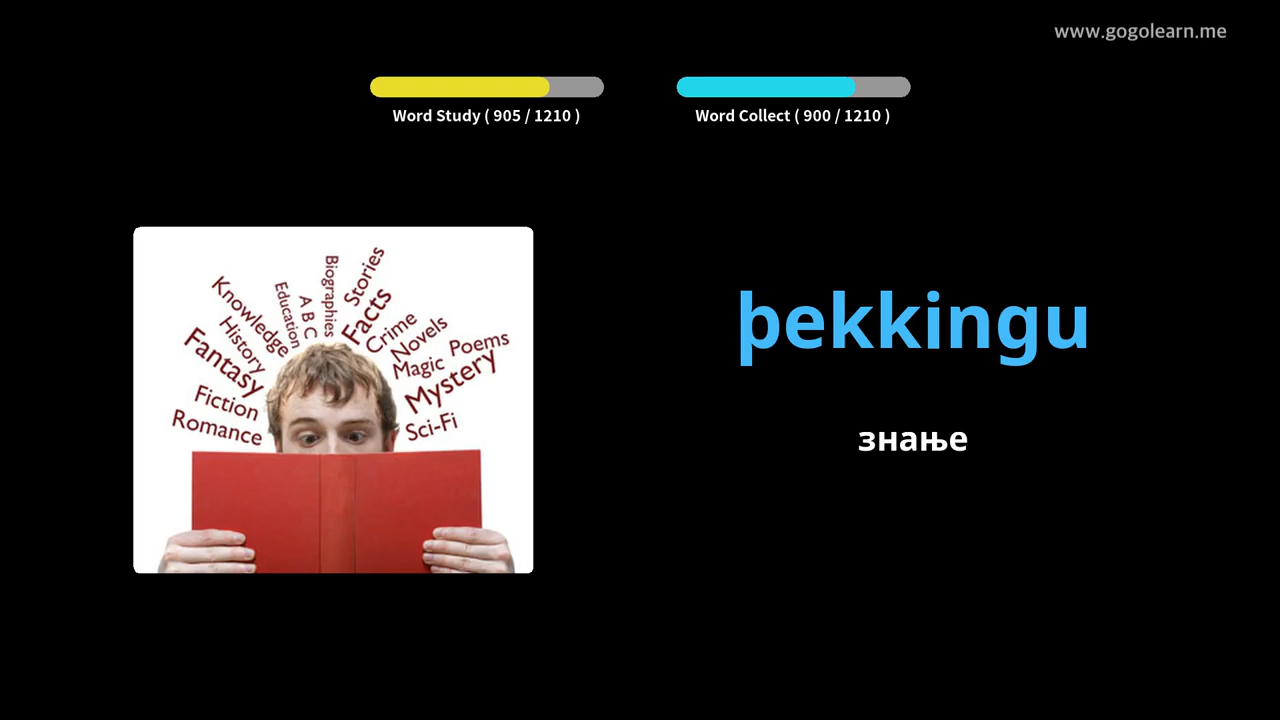 www.gogolearn.me
Word Study ( 905 / 1210 )
Word Collect ( 900 / 1210 )
Knowledge
History
Fantasy
Fiction
Romance
Education
A B C
Biographies
Stories
Facts
Crime
Novels
Magic
Poems
Mystery
Sci-Fi
þekkingu
знање